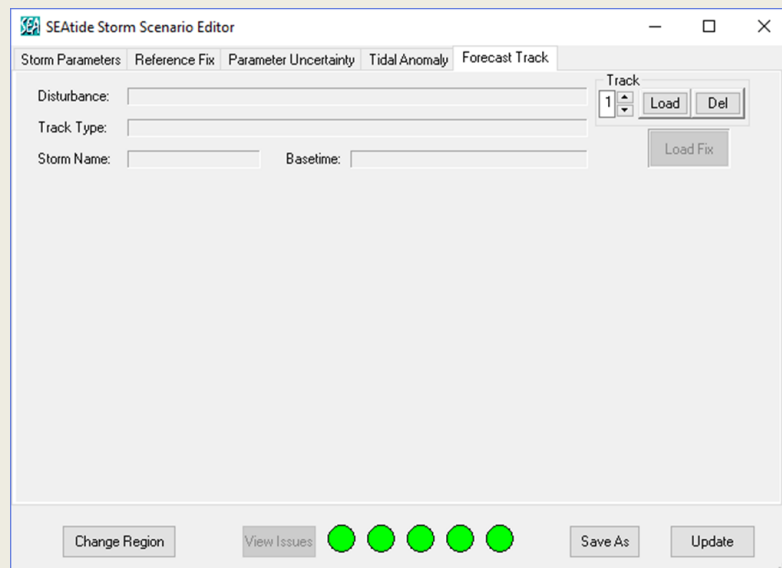 SEA SEAtide Storm Scenario Editor
Storm Parameters Reference Fix Parameter Uncertainty Tidal Anomaly Forecast Track
Track
Disturbance:
1 Load Del
Track Type:
Load Fix
Storm Name: Basetime:
Change Region View Issues Save As Update